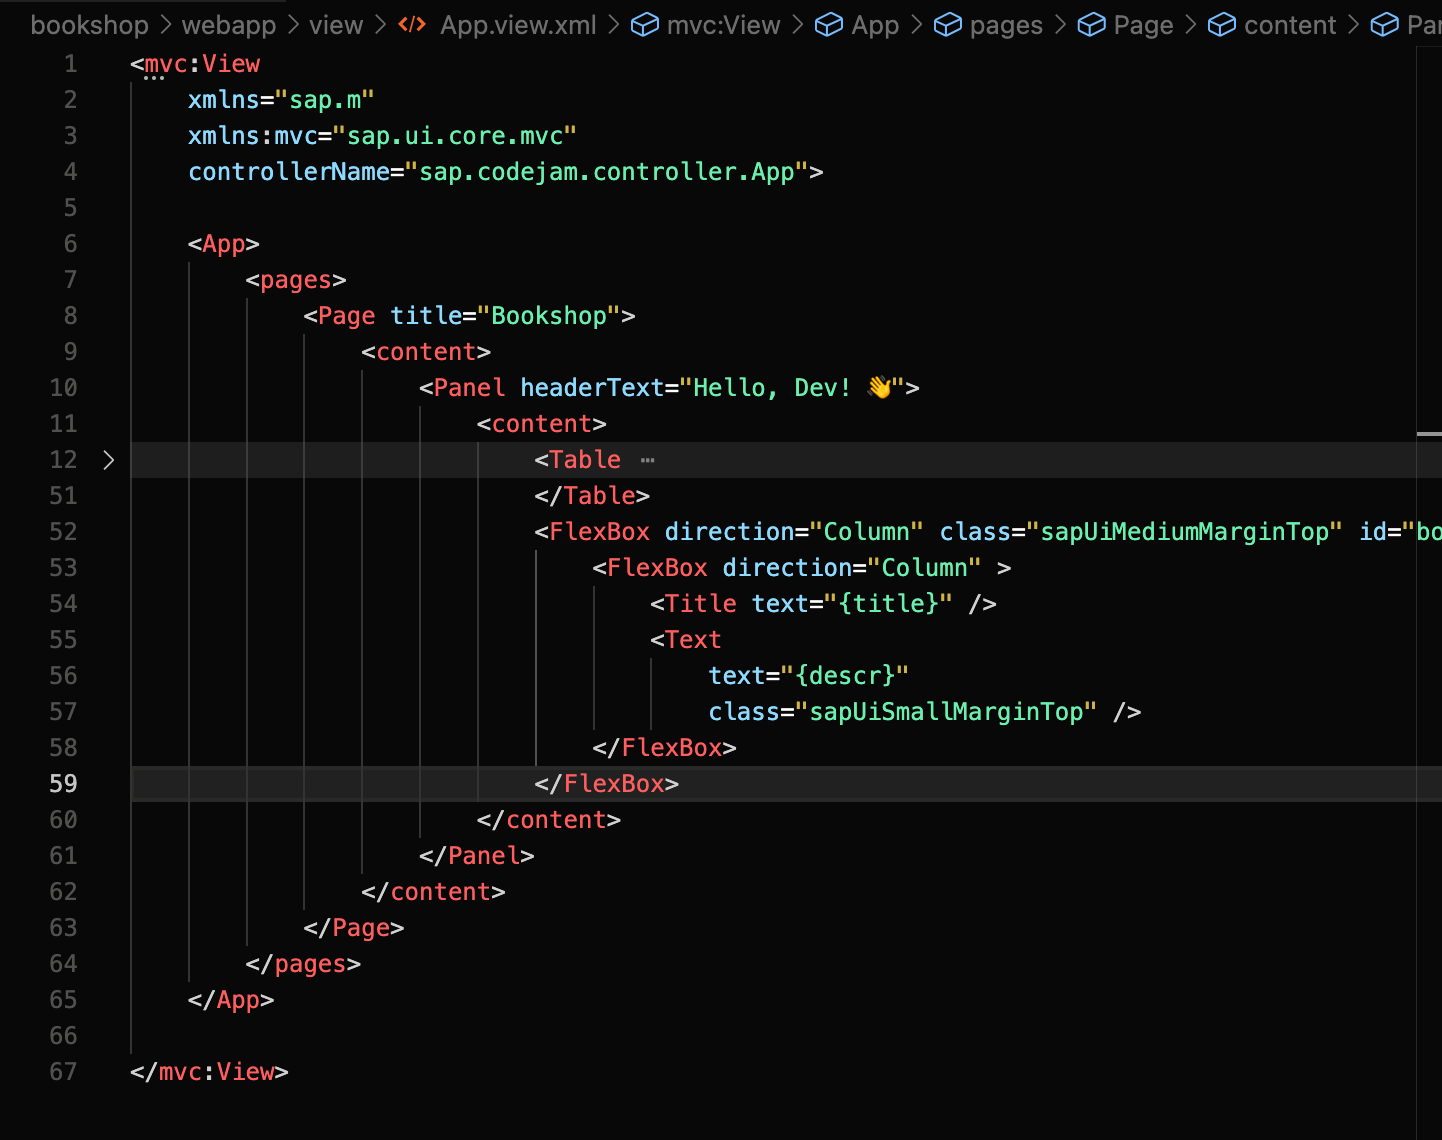 bookshop > webapp > view > </> App.view.xml > mvc:View > App > pages > Page > content >
1 <mvc:View
2 xmlns="sap.m"
3 xmlns:mvc="sap.ui.core.mvc"
4 controllerName="sap.codejam.controller.App">
5
6 <App>
7 <pages>
8 <Page title="Bookshop">
9 <content>
10 <Panel headerText="Hello, Dev! 👋">
11 <content>
12 > <Table ⋯
51 </Table>
52 <FlexBox direction="Column" class="sapUiMediumMarginTop" id="bo
53 <FlexBox direction="Column" >
54 <Title text="{title}" />
55 <Text
56 text="{descr}"
57 class="sapUiSmallMarginTop" />
58 </FlexBox>
59 </FlexBox>
60 </content>
61 </Panel>
62 </content>
63 </Page>
64 </pages>
65 </App>
66
67 </mvc:View>